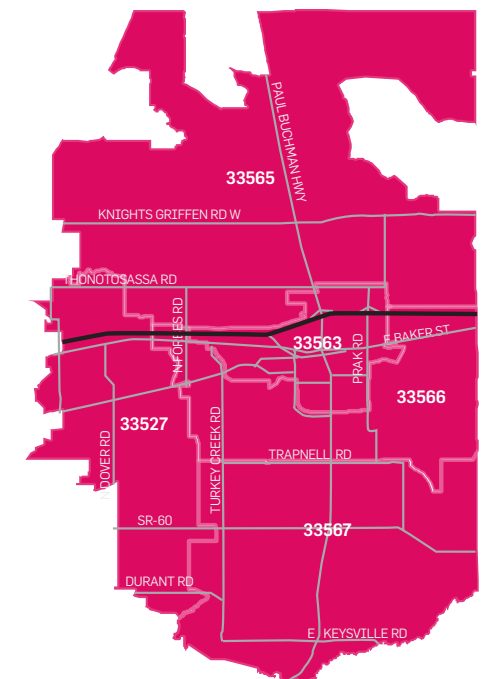 PAUL BUCHMAN HWY
33565
KNIGHTS GRIFFEN RD W
HONOTOSASSA RD
N FORBES RD
33563
E BAKER ST
PRAK RD
33566
33527
N DOVER RD
TURKEY CREEK RD
TRAPNELL RD
SR-60
33567
DURANT RD
E KEYSVILLE RD